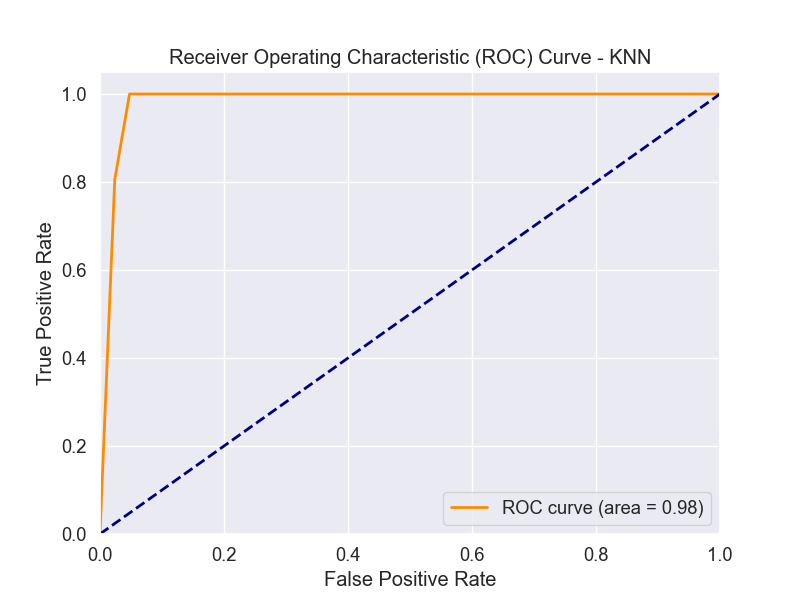 Receiver Operating Characteristic (ROC) Curve - KNN
1.0
0.8
0.6
0.4
0.2
0.0
True Positive Rate
ROC curve (area = 0.98)
0.0 0.2 0.4 0.6 0.8 1.0
False Positive Rate